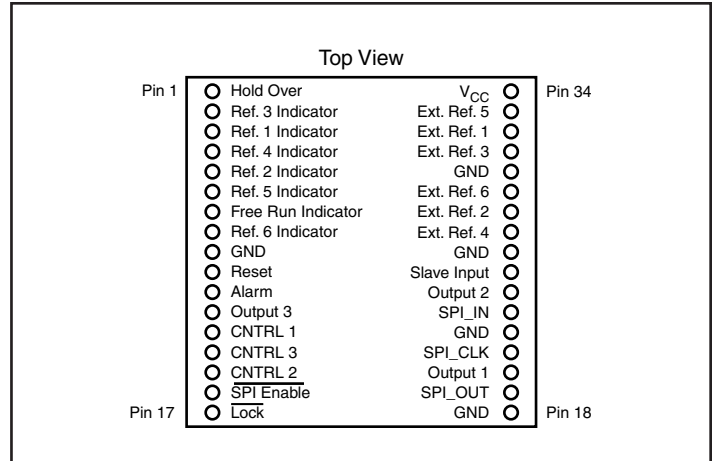 Top View
Pin 1 Hold Over V_CC Pin 34
Ref. 3 Indicator Ext. Ref. 5
Ref. 1 Indicator Ext. Ref. 1
Ref. 4 Indicator Ext. Ref. 3
Ref. 2 Indicator GND
Ref. 5 Indicator Ext. Ref. 6
Free Run Indicator Ext. Ref. 2
Ref. 6 Indicator Ext. Ref. 4
GND GND
Reset Slave Input
Alarm Output 2
Output 3 SPI_IN
CNTRL 1 GND
CNTRL 3 SPI_CLK
CNTRL 2 Output 1
SPI Enable SPI_OUT
Pin 17 Lock GND Pin 18